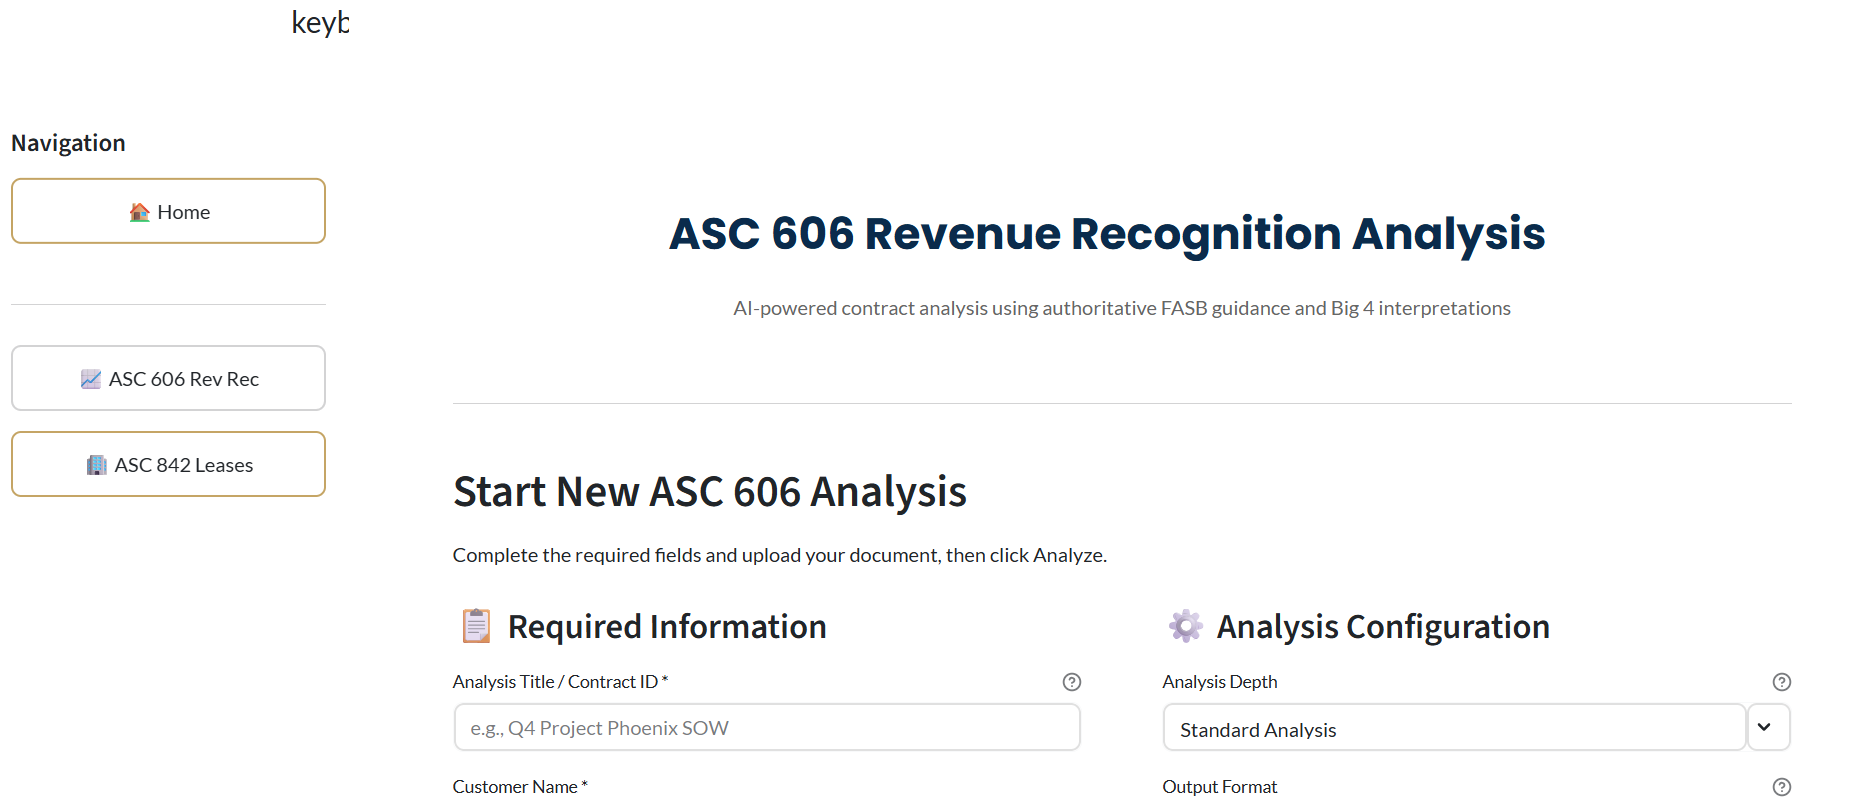 keyb
Navigation
Home
ASC 606 Rev Rec
ASC 842 Leases
ASC 606 Revenue Recognition Analysis
AI-powered contract analysis using authoritative FASB guidance and Big 4 interpretations
Start New ASC 606 Analysis
Complete the required fields and upload your document, then click Analyze.
Required Information
Analysis Title / Contract ID *
e.g., Q4 Project Phoenix SOW
Customer Name *
Analysis Configuration
Analysis Depth
Standard Analysis
Output Format